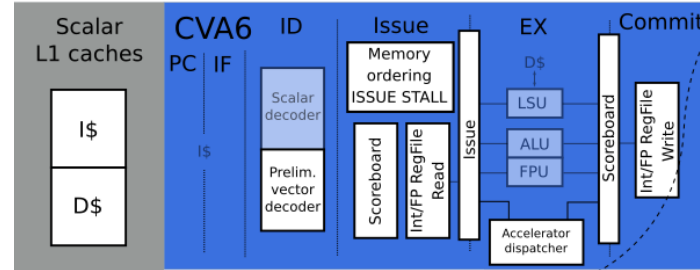 Scalar
L1 caches
I$
D$
CVA6
PC
IF
I$
ID
Scalar
decoder
Prelim.
vector
decoder
Issue
Memory
ordering
ISSUE STALL
Scoreboard
Int/FP RegFile
Read
Issue
EX
D$
LSU
ALU
FPU
Accelerator
dispatcher
Scoreboard
Commit
Int/FP RegFile
Write